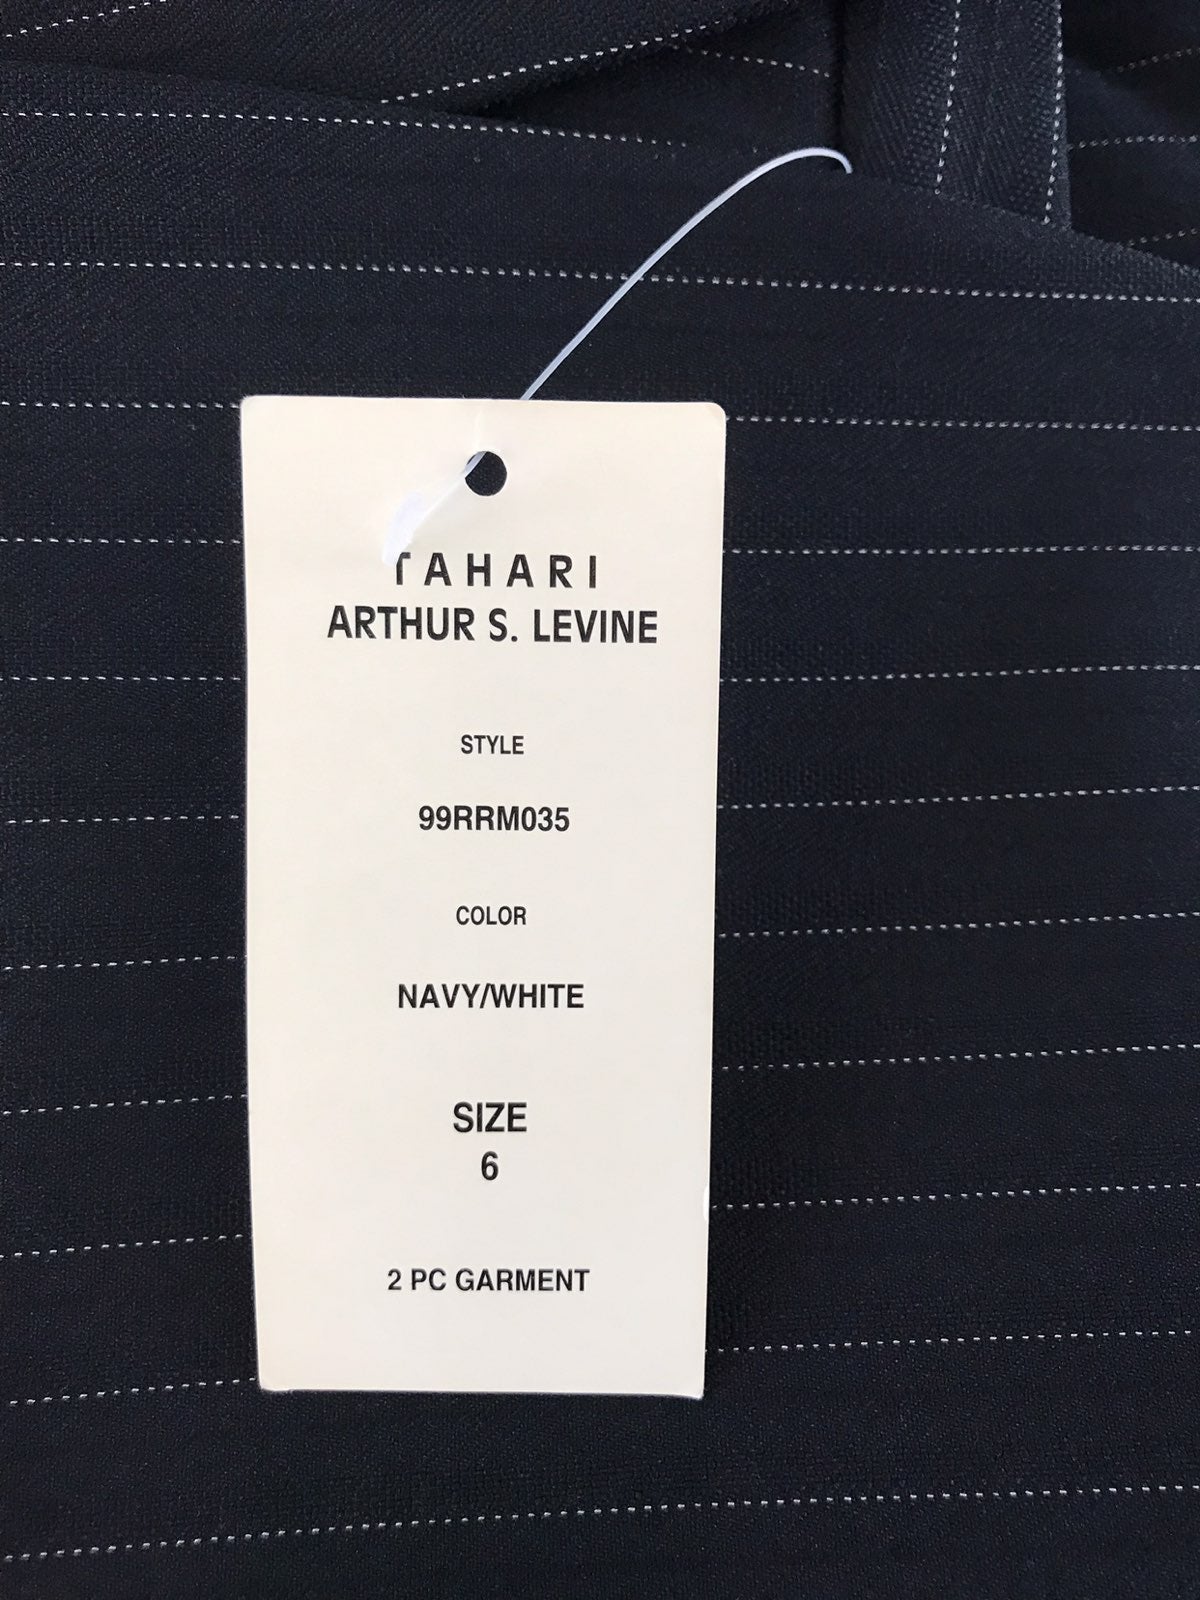 TAHARI
ARTHUR S. LEVINE
STYLE
99RRM035
COLOR
NAVY/WHITE
SIZE
6
2 PC GARMENT